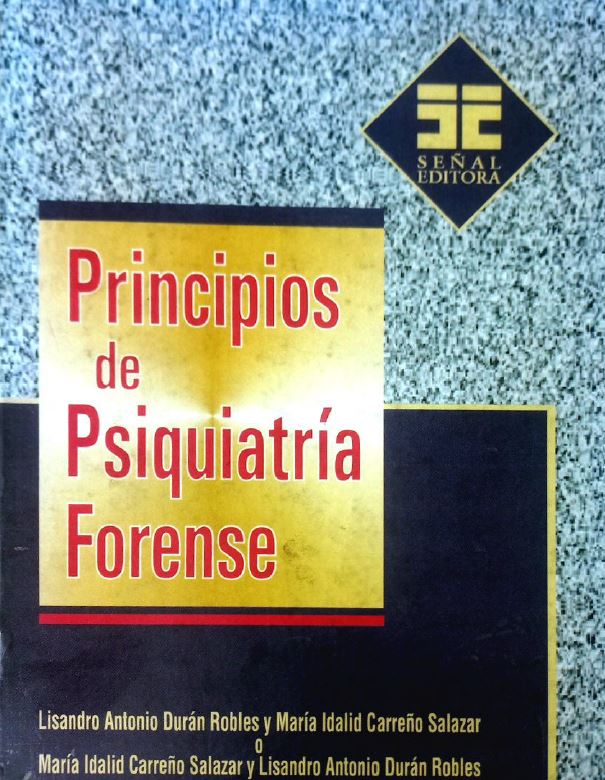 SEÑAL
EDITORA
Principios
de
Psiquiatría
Forense
Lisandro Antonio Durán Robles y María Idalid Carreño Salazar
o
María Idalid Carreño Salazar y Lisandro Antonio Durán Robles